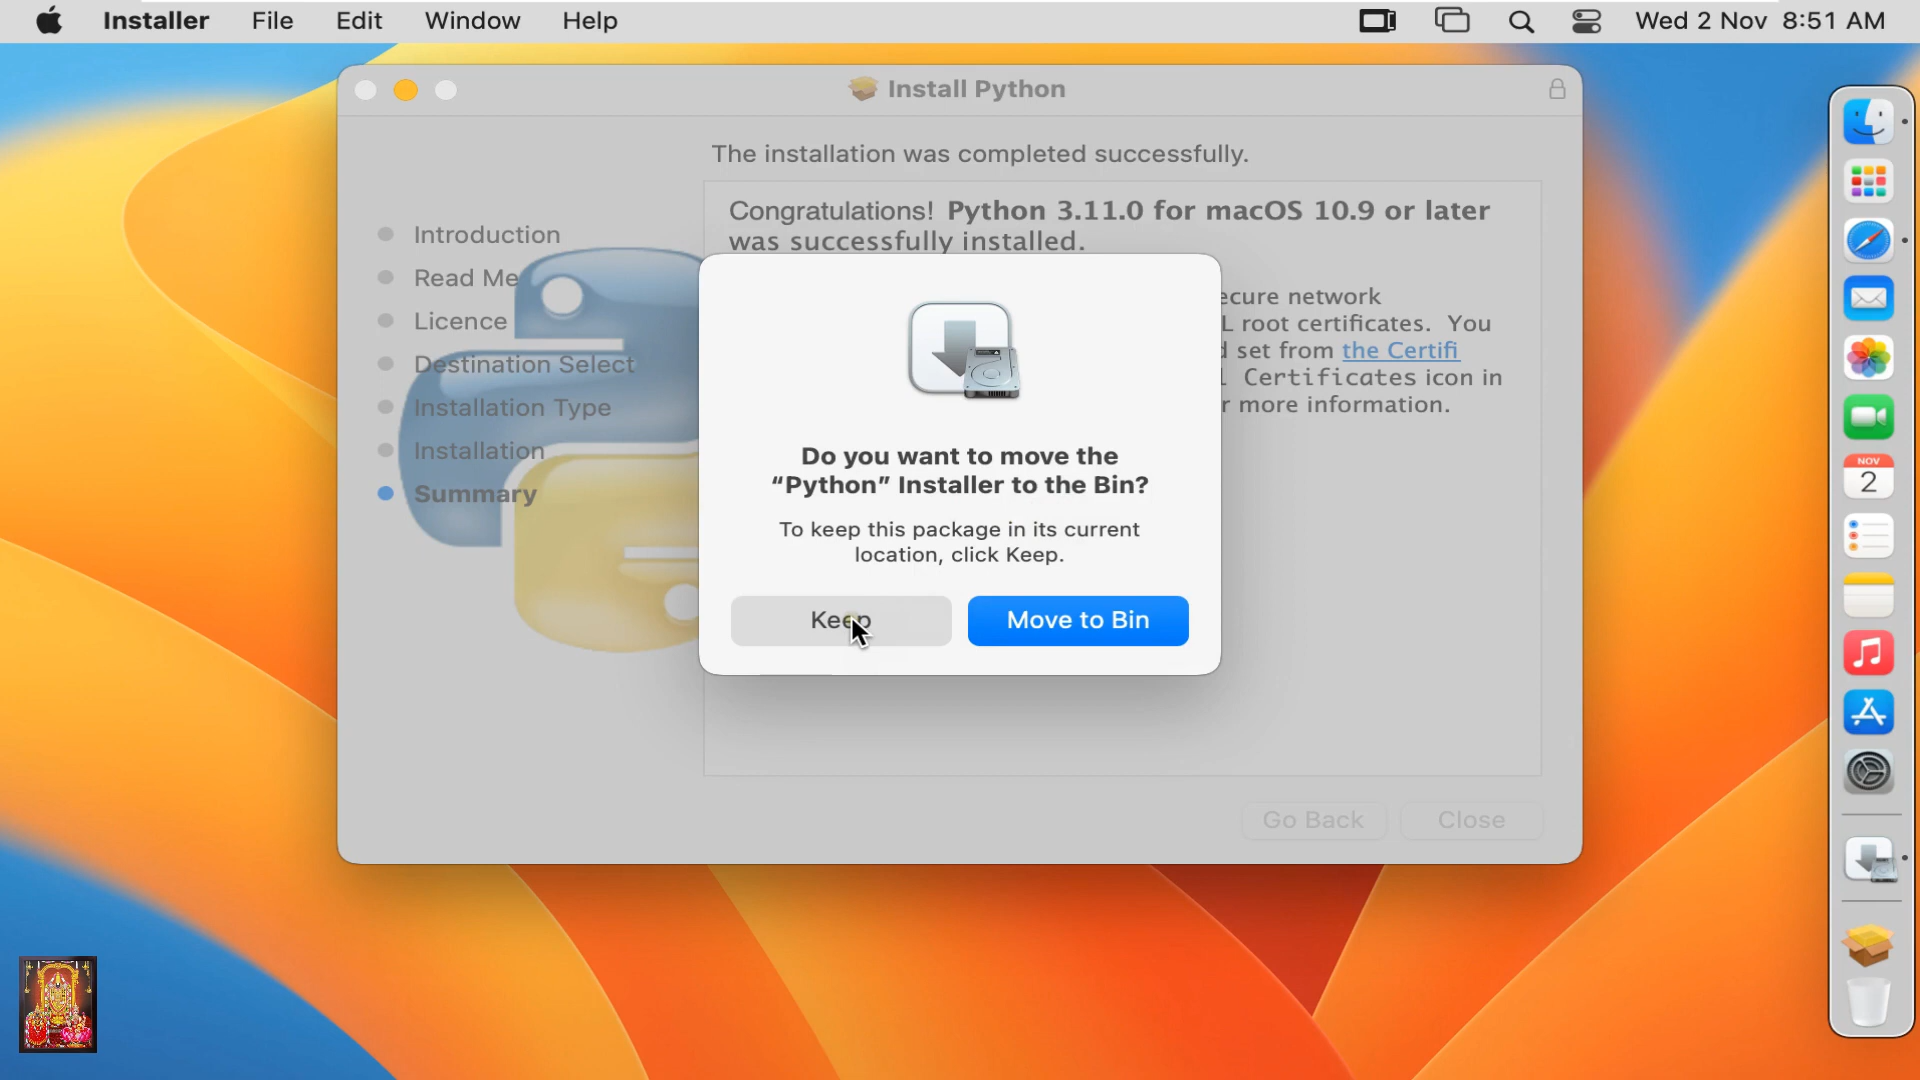 Installer File Edit Window Help Wed 2 Nov 8:51 AM
Install Python
The installation was completed successfully.
Introduction
Read Me
Licence
Destination Select
Installation Type
Installation
Summary
Congratulations! Python 3.11.0 for macOS 10.9 or later
was successfully installed.
ecure network
L root certificates. You
set from the Certifi
Certificates icon in
r more information.
Do you want to move the
“Python” Installer to the Bin?
To keep this package in its current
location, click Keep.
Keep Move to Bin
Go Back Close
NOV
2